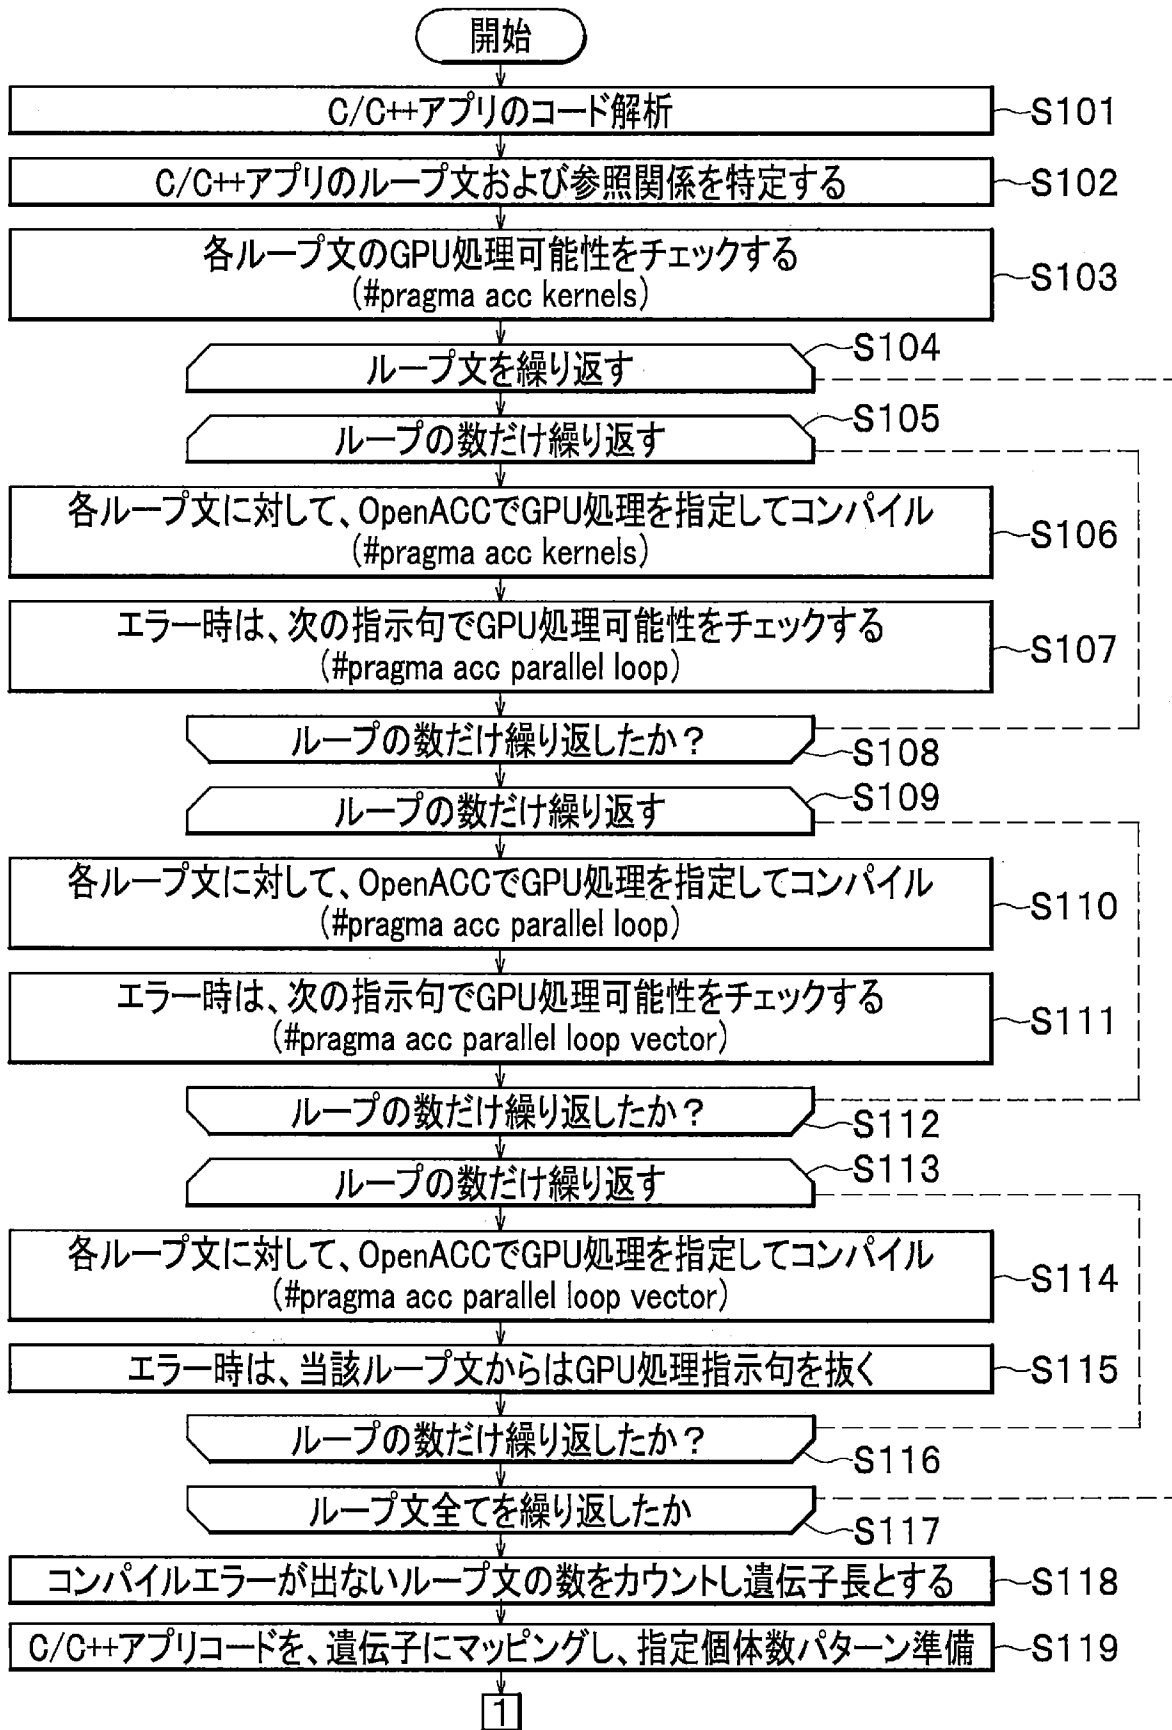 開始
C/C++アプリのコード解析
S101
C/C++アプリのループ文および参照関係を特定する
S102
各ループ文のGPU処理可能性をチェックする
(#pragma acc kernels)
S103
ループ文を繰り返す
S104
ループの数だけ繰り返す
S105
各ループ文に対して、OpenACCでGPU処理を指定してコンパイル
(#pragma acc kernels)
S106
エラー時は、次の指示句でGPU処理可能性をチェックする
(#pragma acc parallel loop)
S107
ループの数だけ繰り返したか？
S108
ループの数だけ繰り返す
S109
各ループ文に対して、OpenACCでGPU処理を指定してコンパイル
(#pragma acc parallel loop)
S110
エラー時は、次の指示句でGPU処理可能性をチェックする
(#pragma acc parallel loop vector)
S111
ループの数だけ繰り返したか？
S112
ループの数だけ繰り返す
S113
各ループ文に対して、OpenACCでGPU処理を指定してコンパイル
(#pragma acc parallel loop vector)
S114
エラー時は、当該ループ文からはGPU処理指示句を抜く
S115
ループの数だけ繰り返したか？
S116
ループ文全てを繰り返したか
S117
コンパイルエラーが出ないループ文の数をカウントし遺伝子長とする
S118
C/C++アプリコードを、遺伝子にマッピングし、指定個体数パターン準備
S119
1